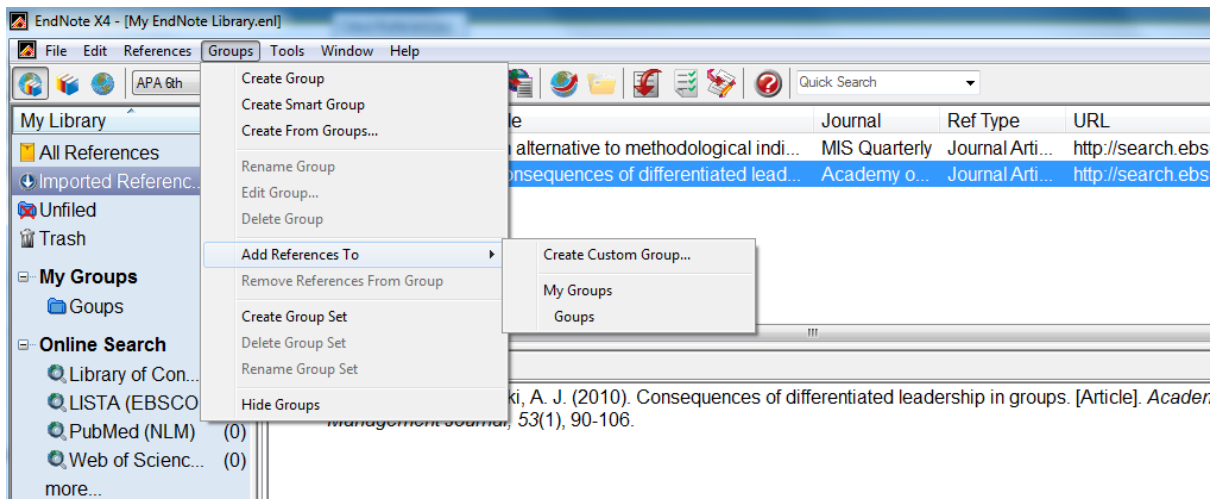 EndNote X4 - [My EndNote Library.enl]
File Edit References Groups Tools Window Help
APA 6th
Quick Search
My Library
All References
Imported Referenc...
Unfiled
Trash
My Groups
Goups
Online Search
Library of Con...
LISTA (EBSCO
PubMed (NLM) (0)
Web of Scienc... (0)
more...
Create Group
Create Smart Group
Create From Groups...
Rename Group
Edit Group...
Delete Group
Add References To
Remove References From Group
Create Group Set
Delete Group Set
Rename Group Set
Hide Groups
Create Custom Group...
My Groups
Goups
le Journal Ref Type URL
alternative to methodological indi... MIS Quarterly Journal Arti... http://search.ebs
onsequences of differentiated lead... Academy o... Journal Arti... http://search.ebs
ki, A. J. (2010). Consequences of differentiated leadership in groups. [Article]. Academ
Management Journal, 53(1), 90-106.